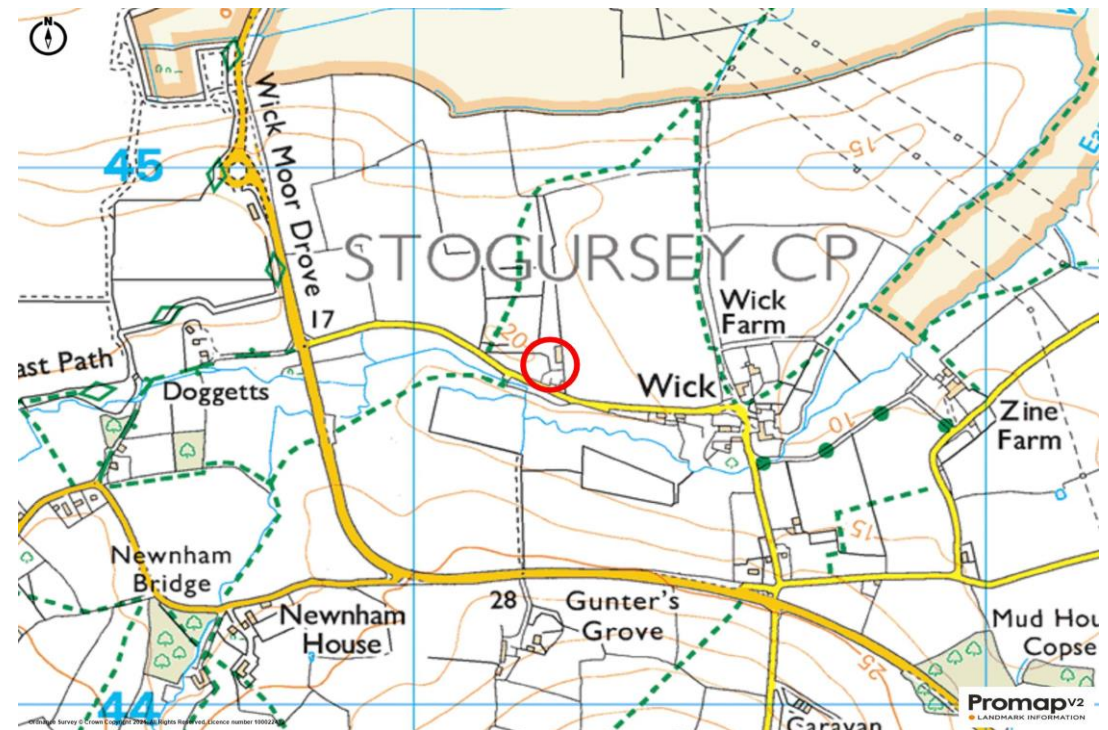 N
Wick Moor Drove
45
15
STOGURSEY CP
Wick
Farm
17
20
ast Path
Doggetts
Wick
10
Zine
Farm
15
Newnham
Bridge
Newnham
House
28
Gunter's
Grove
25
Mud Hou
Copse
44
Caravan
Promap V2
LANDMARK INFORMATION